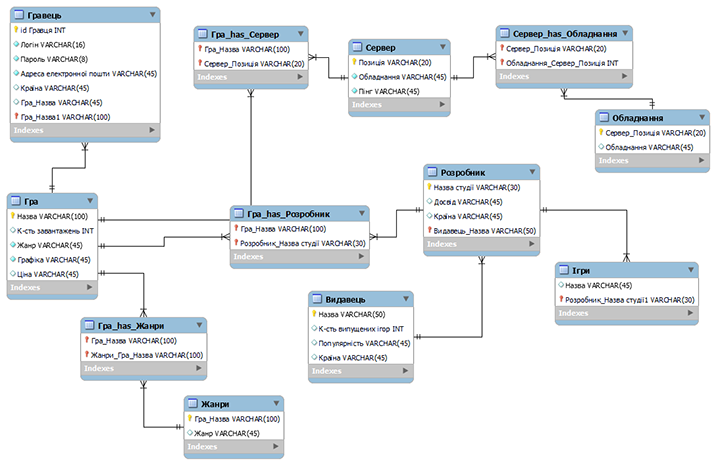 Гравець
id Гравця INT
Логін VARCHAR(16)
Пароль VARCHAR(8)
Адреса електронної пошти VARCHAR(45)
Країна VARCHAR(45)
Гра_Назва VARCHAR(45)
Гра_Назва1 VARCHAR(100)
Indexes
Гра_has_Сервер
Гра_Назва VARCHAR(100)
Сервер_Позиція VARCHAR(20)
Indexes
Сервер
Позиція VARCHAR(20)
Обладнання VARCHAR(45)
Пінг VARCHAR(45)
Indexes
Сервер_has_Обладнання
Сервер_Позиція VARCHAR(20)
Обладнання_Сервер_Позиція INT
Indexes
Обладнання
Сервер_Позиція VARCHAR(20)
Обладнання VARCHAR(45)
Indexes
Гра
Назва VARCHAR(100)
К-сть завантажень INT
Жанр VARCHAR(45)
Графіка VARCHAR(45)
Ціна VARCHAR(45)
Indexes
Гра_has_Розробник
Гра_Назва VARCHAR(100)
Розробник_Назва студії VARCHAR(30)
Indexes
Розробник
Назва студії VARCHAR(30)
Досвід VARCHAR(45)
Країна VARCHAR(45)
Видавець_Назва VARCHAR(50)
Indexes
Ігри
Назва VARCHAR(45)
Розробник_Назва студії1 VARCHAR(30)
Indexes
Видавець
Назва VARCHAR(50)
К-сть випущених ігор INT
Популярність VARCHAR(45)
Країна VARCHAR(45)
Indexes
Гра_has_Жанри
Гра_Назва VARCHAR(100)
Жанри_Гра_Назва VARCHAR(100)
Indexes
Жанри
Гра_Назва VARCHAR(100)
Жанр VARCHAR(45)
Indexes